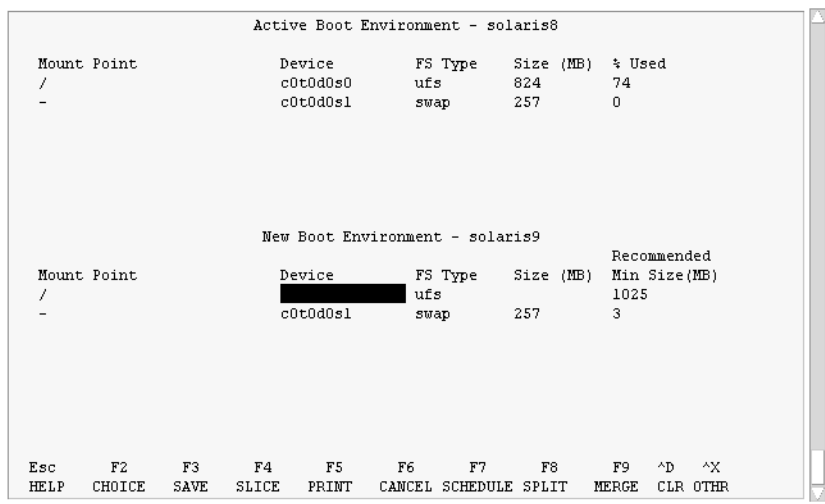 Active Boot Environment - solaris8
Mount Point Device FS Type Size (MB) % Used
/ c0t0d0s0 ufs 824 74
- c0t0d0s1 swap 257 0
New Boot Environment - solaris9
Recommended
Mount Point Device FS Type Size (MB) Min Size(MB)
/ ufs 1025
- c0t0d0s1 swap 257 3
Esc F2 F3 F4 F5 F6 F7 F8 F9 ^D ^X
HELP CHOICE SAVE SLICE PRINT CANCEL SCHEDULE SPLIT MERGE CLR OTHR